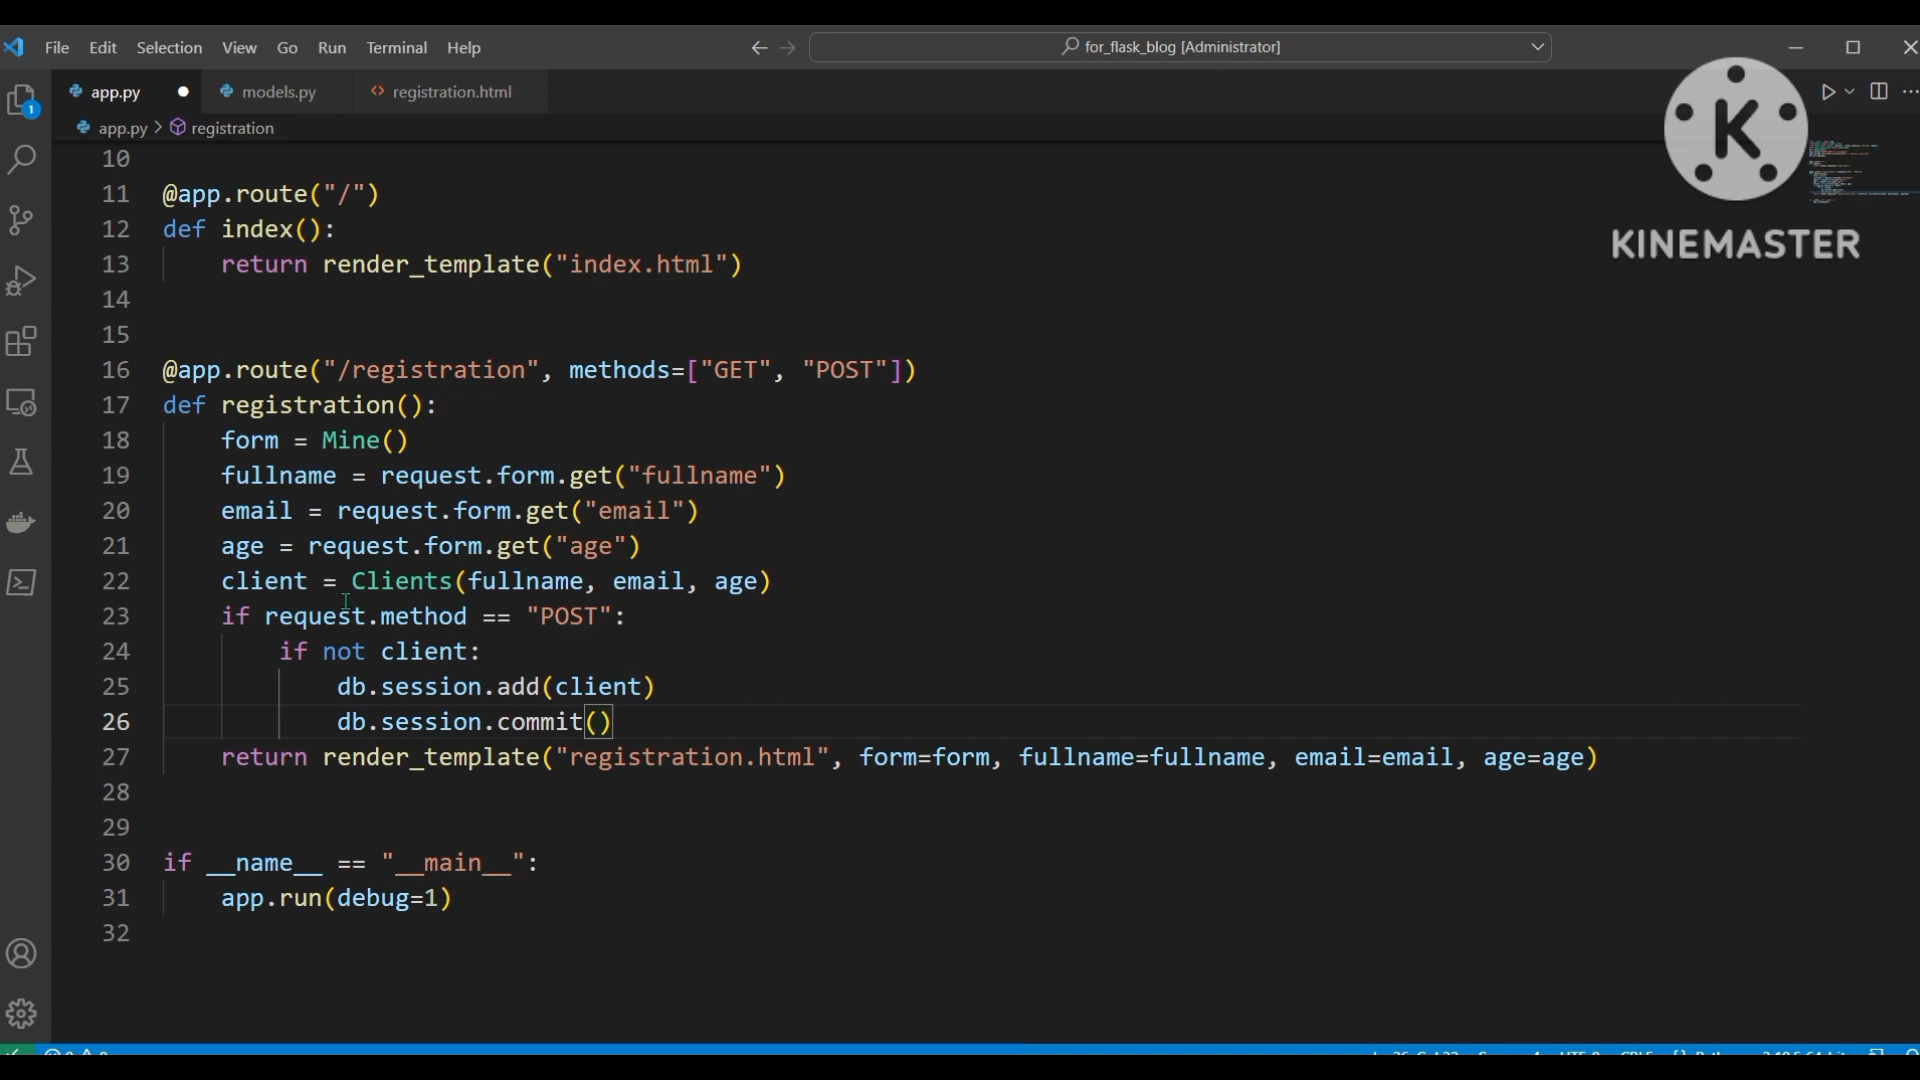 File Edit Selection View Go Run Terminal Help for_flask_blog [Administrator]
app.py models.py registration.html
app.py > registration
1
KINEMASTER
10
11 @app.route("/")
12 def index():
13 return render_template("index.html")
14
15
16 @app.route("/registration", methods=["GET", "POST"])
17 def registration():
18 form = Mine()
19 fullname = request.form.get("fullname")
20 email = request.form.get("email")
21 age = request.form.get("age")
22 client = Clients(fullname, email, age)
23 if request.method == "POST":
24 if not client:
25 db.session.add(client)
26 db.session.commit()
27 return render_template("registration.html", form=form, fullname=fullname, email=email, age=age)
28
29
30 if __name__ == "__main__":
31 app.run(debug=1)
32